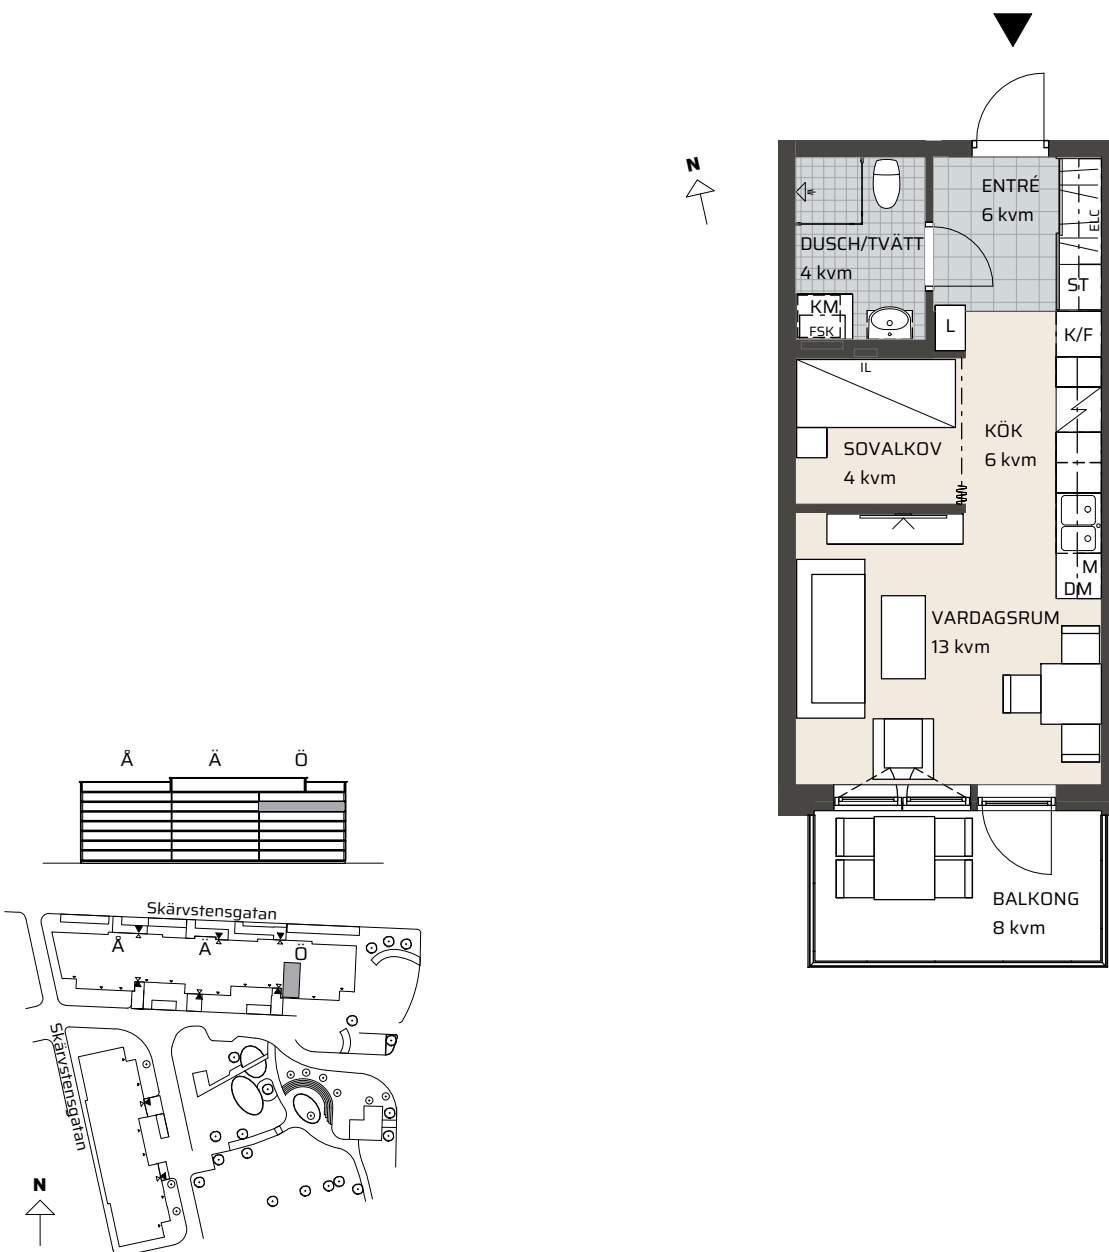 N
ENTRÉ
6 kvm
ELC
DUSCH/TVÄTT
4 kvm
ST
KM
FSK
L
K/F
IL
KÖK
6 kvm
SOVALKOV
4 kvm
M
DM
VARDAGSRUM
13 kvm
BALKONG
8 kvm
Å Ä Ö
Skärvstensgatan
Å Ä Ö
Skärvstensgatan
N